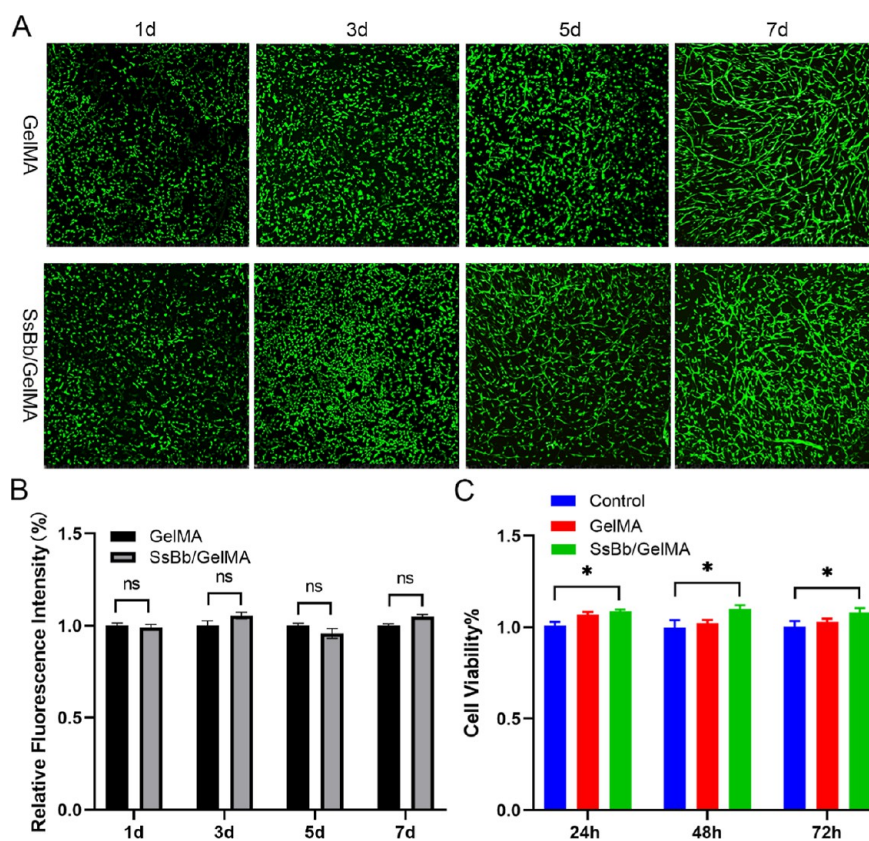 A
1d 3d 5d 7d
GelMA
SsBb/GelMA
B
Relative Fluorescence Intensity (%)
GelMA
SsBb/GelMA
1.5
1.0
0.5
0.0
ns ns ns ns
1d 3d 5d 7d
C
Cell Viability%
Control
GelMA
SsBb/GelMA
1.5
1.0
0.5
0.0
* * *
24h 48h 72h